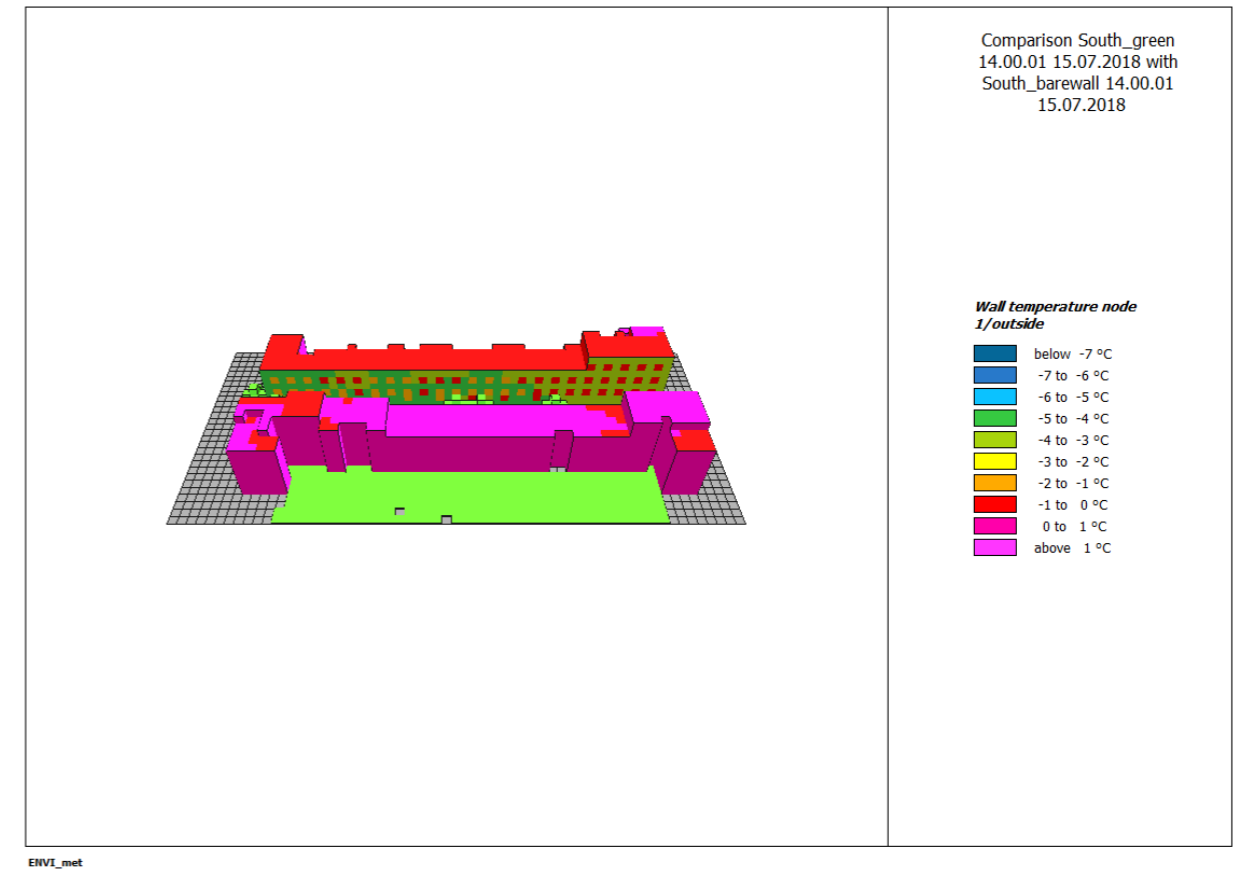 Comparison South_green
14.00.01 15.07.2018 with
South_barewall 14.00.01
15.07.2018
Wall temperature node
1/outside
below -7 °C
-7 to -6 °C
-6 to -5 °C
-5 to -4 °C
-4 to -3 °C
-3 to -2 °C
-2 to -1 °C
-1 to 0 °C
0 to 1 °C
above 1 °C
ENVI_met